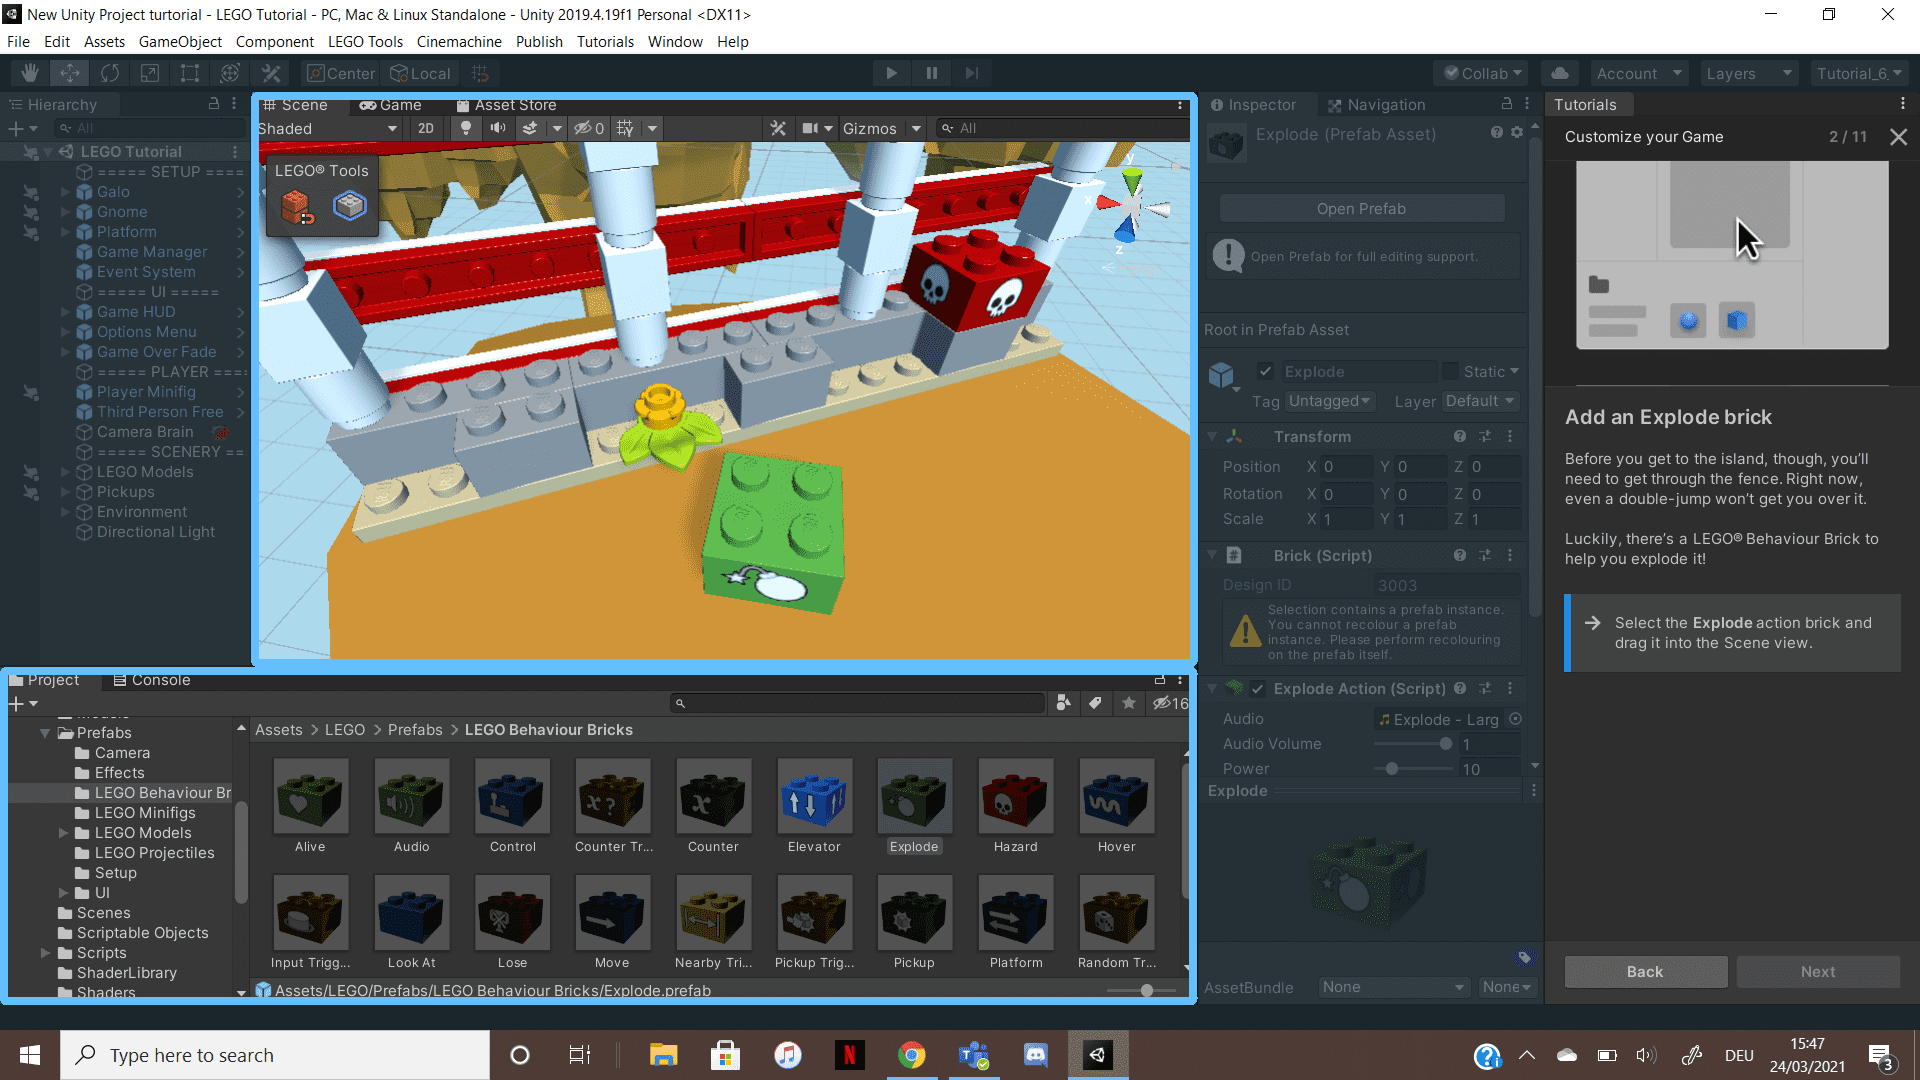 New Unity Project turtorial - LEGO Tutorial - PC, Mac & Linux Standalone - Unity 2019.4.19f1 Personal <DX11>
File Edit Assets GameObject Component LEGO Tools Cinemachine Publish Tutorials Window Help
Center Local Collab Account Layers Tutorial_6
Hierarchy
All
LEGO Tutorial
===== SETUP ====
Galo
Gnome
Platform
Game Manager
Event System
===== UI =====
Game HUD
Options Menu
Game Over Fade
===== PLAYER ====
Player Minifig
Third Person Free
Camera Brain
===== SCENERY ==
LEGO Models
Pickups
Environment
Directional Light
Scene Game Asset Store
Shaded 2D 0 Gizmos All
LEGO® Tools
y
x
z
Inspector Navigation
Explode (Prefab Asset)
Open Prefab
Open Prefab for full editing support.
Root in Prefab Asset
Explode Static
Tag Untagged Layer Default
Transform
Position X 0 Y 0 Z 0
Rotation X 0 Y 0 Z 0
Scale X 1 Y 1 Z 1
Brick (Script)
Design ID 3003
Selection contains a prefab instance.
You cannot recolour a prefab
instance. Please perform recolouring
on the prefab itself.
Explode Action (Script)
Audio Explode - Larg
Audio Volume 1
Power 10
Explode
AssetBundle None None
Tutorials
Customize your Game 2 / 11
Add an Explode brick
Before you get to the island, though, you'll
need to get through the fence. Right now,
even a double-jump won't get you over it.
Luckily, there's a LEGO® Behaviour Brick to
help you explode it!
Select the Explode action brick and
drag it into the Scene view.
Back Next
Project Console
16
Models
Prefabs
Camera
Effects
LEGO Behaviour Br
LEGO Minifigs
LEGO Models
LEGO Projectiles
Setup
UI
Scenes
Scriptable Objects
Scripts
ShaderLibrary
Shaders
Assets > LEGO > Prefabs > LEGO Behaviour Bricks
Alive Audio Control Counter Tr... Counter Elevator Explode Hazard Hover
Input Trigg... Look At Lose Move Nearby Tri... Pickup Trig... Pickup Platform Random Tr...
Assets/LEGO/Prefabs/LEGO Behaviour Bricks/Explode.prefab
Type here to search
DEU
15:47
24/03/2021
3